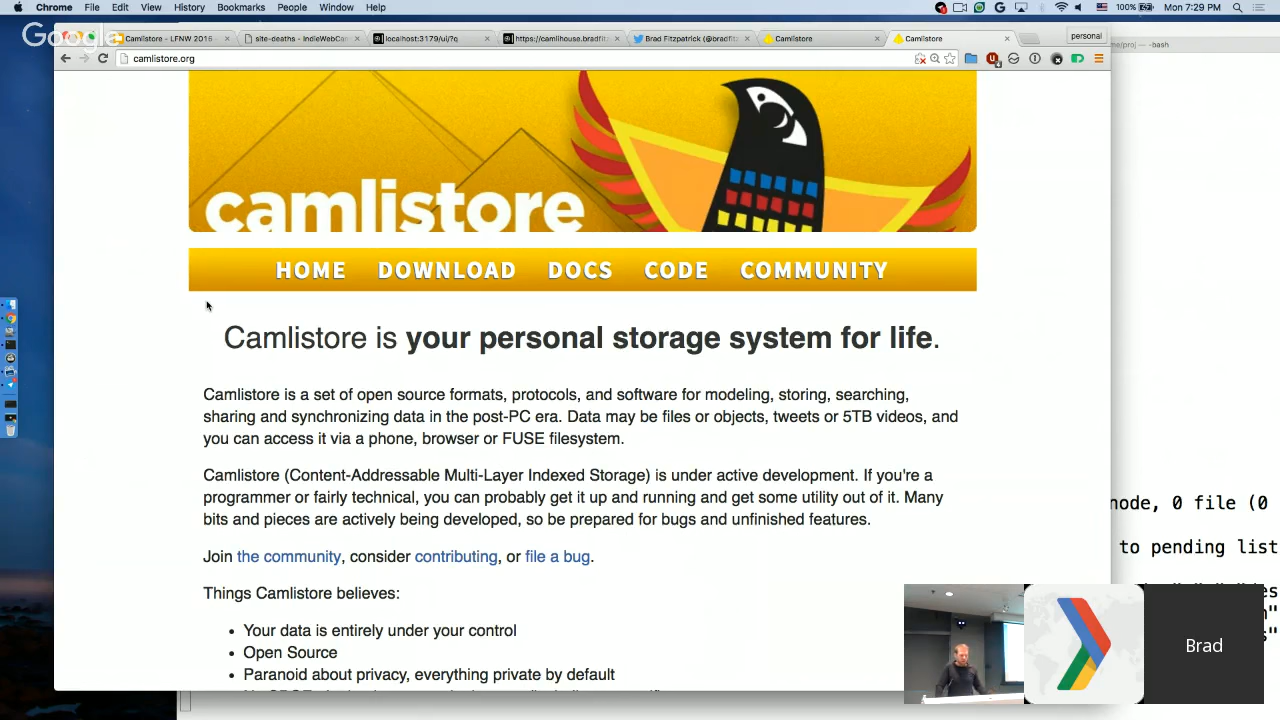 Chrome File Edit View History Bookmarks People Window Help 100% Mon 7:29 PM
Google
Camlistore - LFNW 2016 site-deaths - IndieWebCam localhost:3179/ui/?q https://camlihouse.bradfit Brad Fitzpatrick (@bradfitz Camlistore Camlistore personal
me/proj — -bash
camlistore.org
camlistore
HOME DOWNLOAD DOCS CODE COMMUNITY
Camlistore is your personal storage system for life.
Camlistore is a set of open source formats, protocols, and software for modeling, storing, searching,
sharing and synchronizing data in the post-PC era. Data may be files or objects, tweets or 5TB videos, and
you can access it via a phone, browser or FUSE filesystem.
Camlistore (Content-Addressable Multi-Layer Indexed Storage) is under active development. If you're a
programmer or fairly technical, you can probably get it up and running and get some utility out of it. Many
bits and pieces are actively being developed, so be prepared for bugs and unfinished features.
node, 0 file (0
to pending list
Join the community, consider contributing, or file a bug.
Things Camlistore believes:
Your data is entirely under your control
Open Source
Paranoid about privacy, everything private by default
Brad